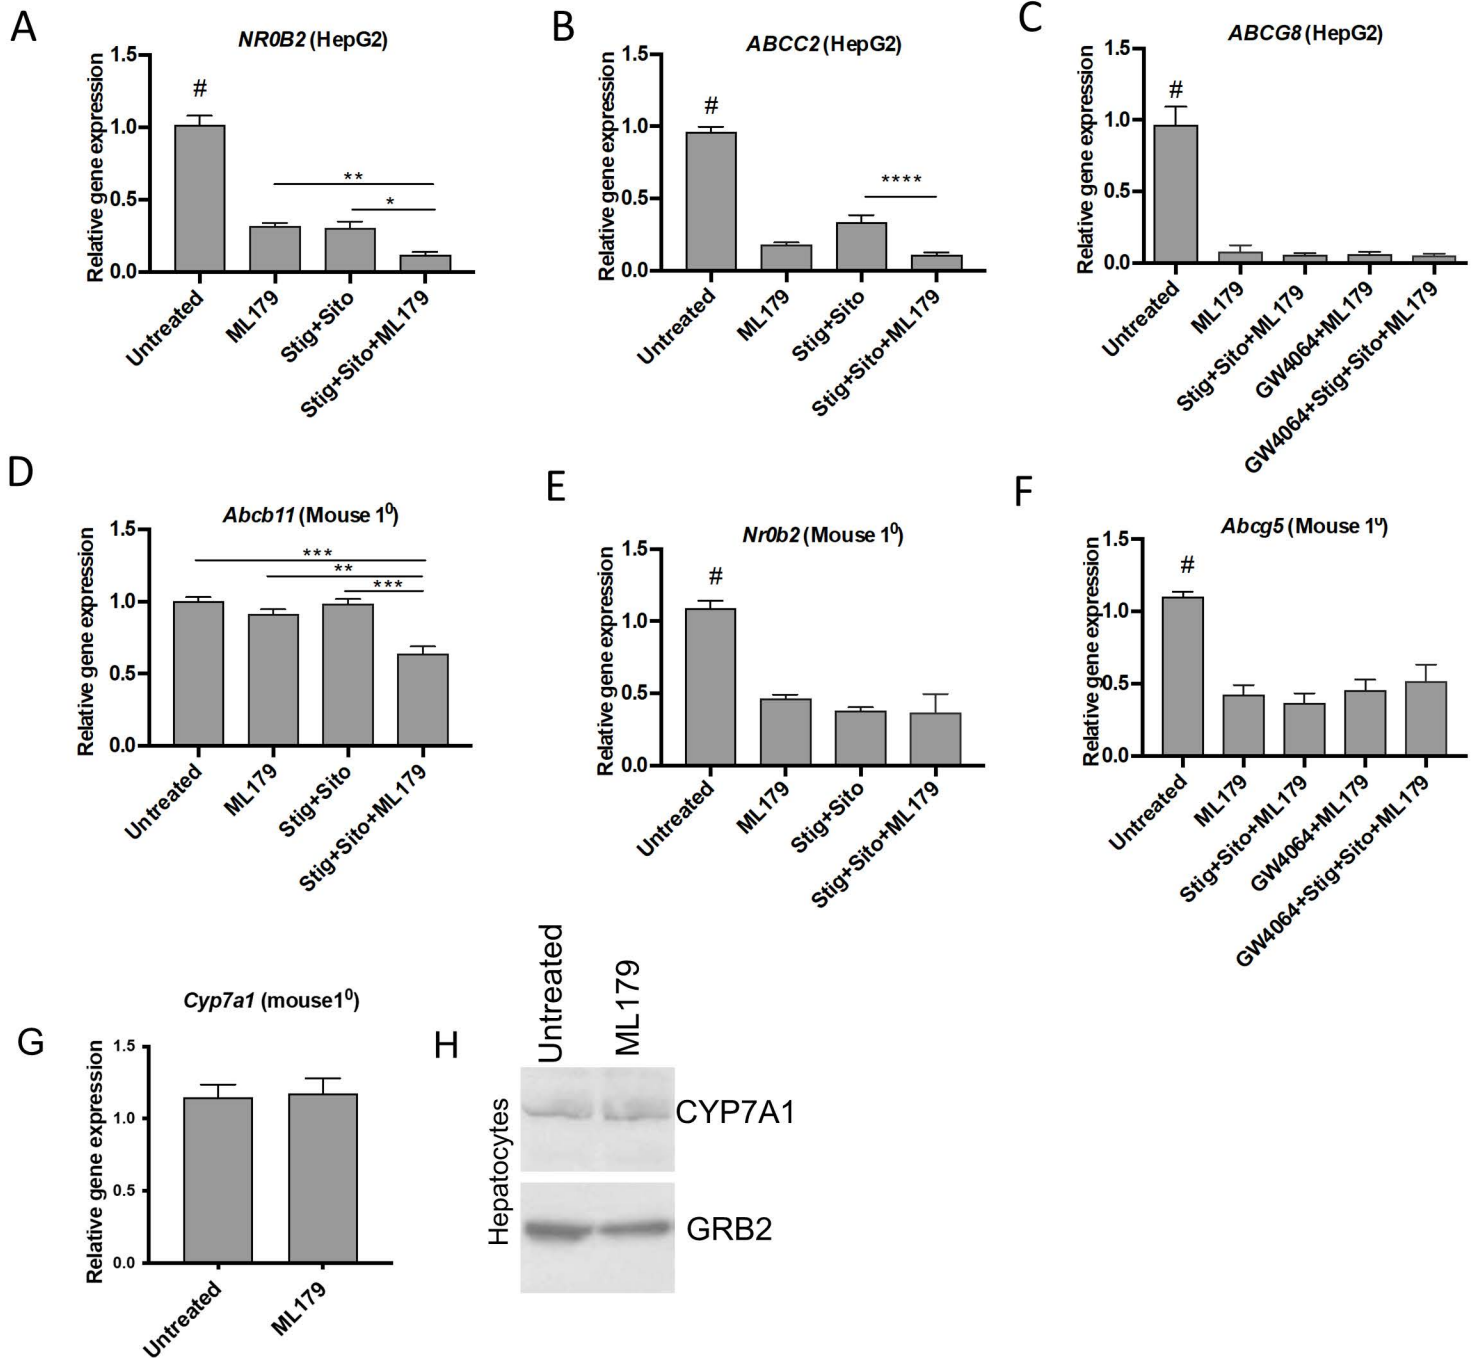 A
NR0B2 (HepG2)
Relative gene expression
1.5
1.0
0.5
0.0
#
**
*
Untreated
ML179
Stig+Sito
Stig+Sito+ML179
B
ABCC2 (HepG2)
Relative gene expression
1.5
1.0
0.5
0.0
#
****
Untreated
ML179
Stig+Sito
Stig+Sito+ML179
C
ABCG8 (HepG2)
Relative gene expression
1.5
1.0
0.5
0.0
#
Untreated
ML179
Stig+Sito+ML179
GW4064+ML179
GW4064+Stig+Sito+ML179
D
Abcb11 (Mouse 1⁰)
Relative gene expression
1.5
1.0
0.5
0.0
***
**
***
Untreated
ML179
Stig+Sito
Stig+Sito+ML179
E
Nr0b2 (Mouse 1⁰)
Relative gene expression
1.5
1.0
0.5
0.0
#
Untreated
ML179
Stig+Sito
Stig+Sito+ML179
F
Abcg5 (Mouse 1⁰)
Relative gene expression
1.5
1.0
0.5
0.0
#
Untreated
ML179
Stig+Sito+ML179
GW4064+ML179
GW4064+Stig+Sito+ML179
G
Cyp7a1 (mouse1⁰)
Relative gene expression
1.5
1.0
0.5
0.0
Untreated
ML179
H
Untreated
ML179
Hepatocytes
CYP7A1
GRB2